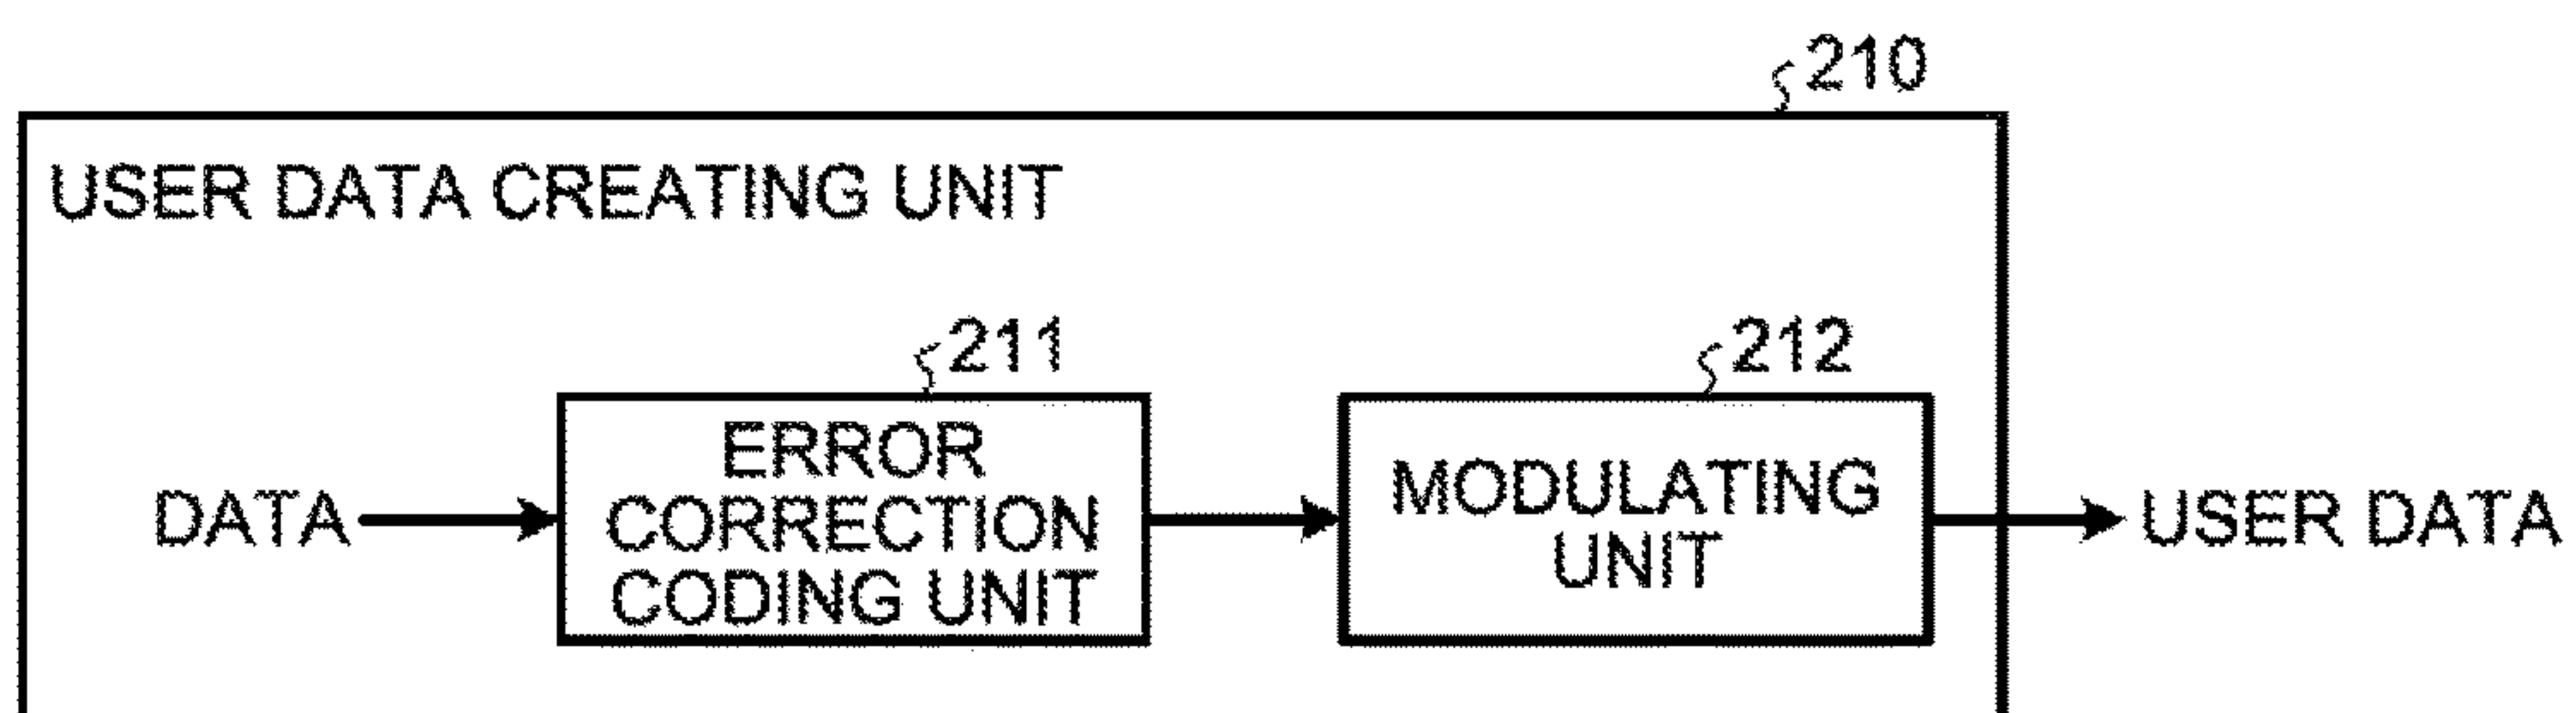 210
USER DATA CREATING UNIT
211
212
ERROR
CORRECTION
CODING UNIT
MODULATING
UNIT
DATA
USER DATA